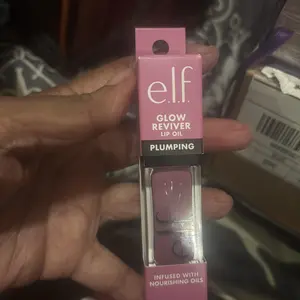 e.l.f.
GLOW
REVIVER
LIP OIL
PLUMPING
INFUSED WITH
NOURISHING OILS